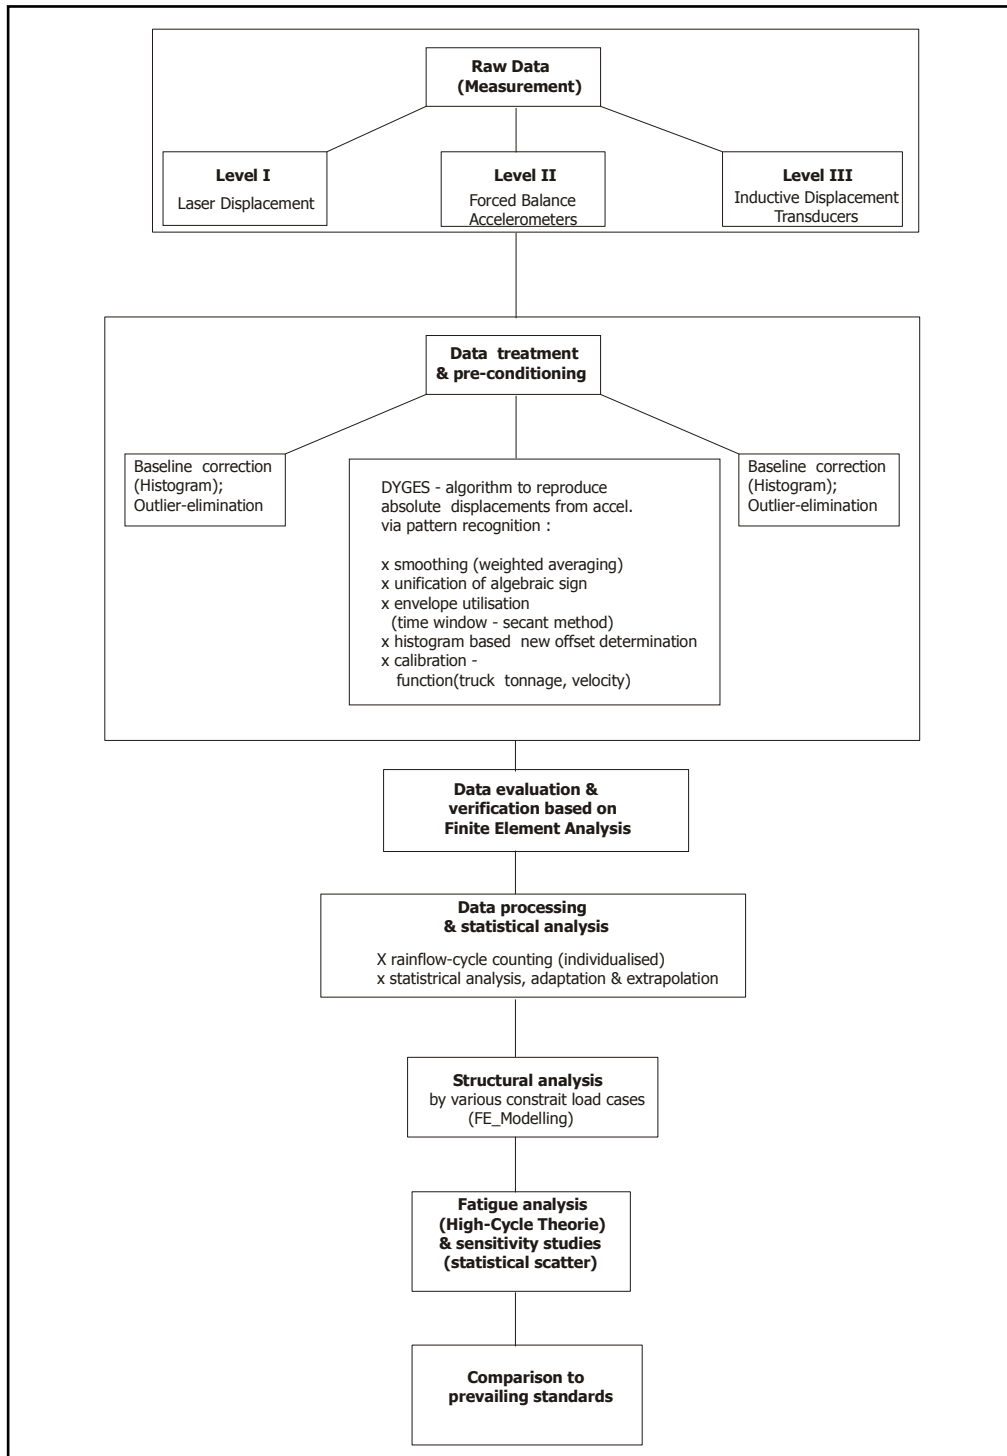 Raw Data
(Measurement)
Level I
Laser Displacement
Level II
Forced Balance
Accelerometers
Level III
Inductive Displacement
Transducers
Data treatment
& pre-conditioning
Baseline correction
(Histogram);
Outlier-elimination
DYGES - algorithm to reproduce
absolute displacements from accel.
via pattern recognition :
x smoothing (weighted averaging)
x unification of algebraic sign
x envelope utilisation
(time window - secant method)
x histogram based new offset determination
x calibration -
function(truck tonnage, velocity)
Baseline correction
(Histogram);
Outlier-elimination
Data evaluation &
verification based on
Finite Element Analysis
Data processing
& statistical analysis
X rainflow-cycle counting (individualised)
x statistrical analysis, adaptation & extrapolation
Structural analysis
by various constrait load cases
(FE_Modelling)
Fatigue analysis
(High-Cycle Theorie)
& sensitivity studies
(statistical scatter)
Comparison to
prevailing standards